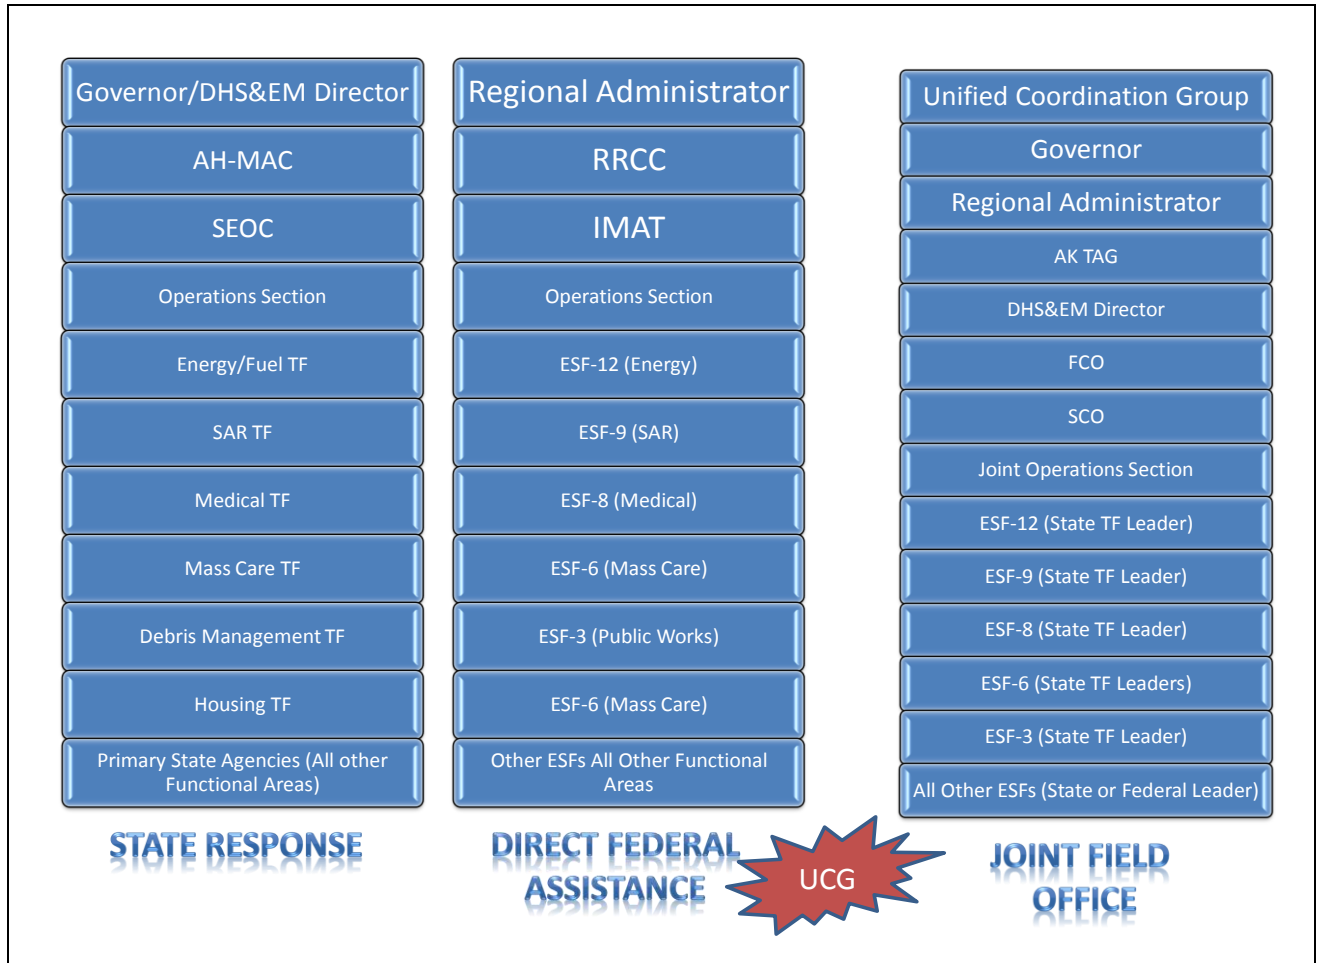 Governor/DHS&EM Director
AH-MAC
SEOC
Operations Section
Energy/Fuel TF
SAR TF
Medical TF
Mass Care TF
Debris Management TF
Housing TF
Primary State Agencies (All other
Functional Areas)
STATE RESPONSE
Regional Administrator
RRCC
IMAT
Operations Section
ESF-12 (Energy)
ESF-9 (SAR)
ESF-8 (Medical)
ESF-6 (Mass Care)
ESF-3 (Public Works)
ESF-6 (Mass Care)
Other ESFs All Other Functional
Areas
DIRECT FEDERAL
ASSISTANCE
UCG
Unified Coordination Group
Governor
Regional Administrator
AK TAG
DHS&EM Director
FCO
SCO
Joint Operations Section
ESF-12 (State TF Leader)
ESF-9 (State TF Leader)
ESF-8 (State TF Leader)
ESF-6 (State TF Leaders)
ESF-3 (State TF Leader)
All Other ESFs (State or Federal Leader)
JOINT FIELD
OFFICE